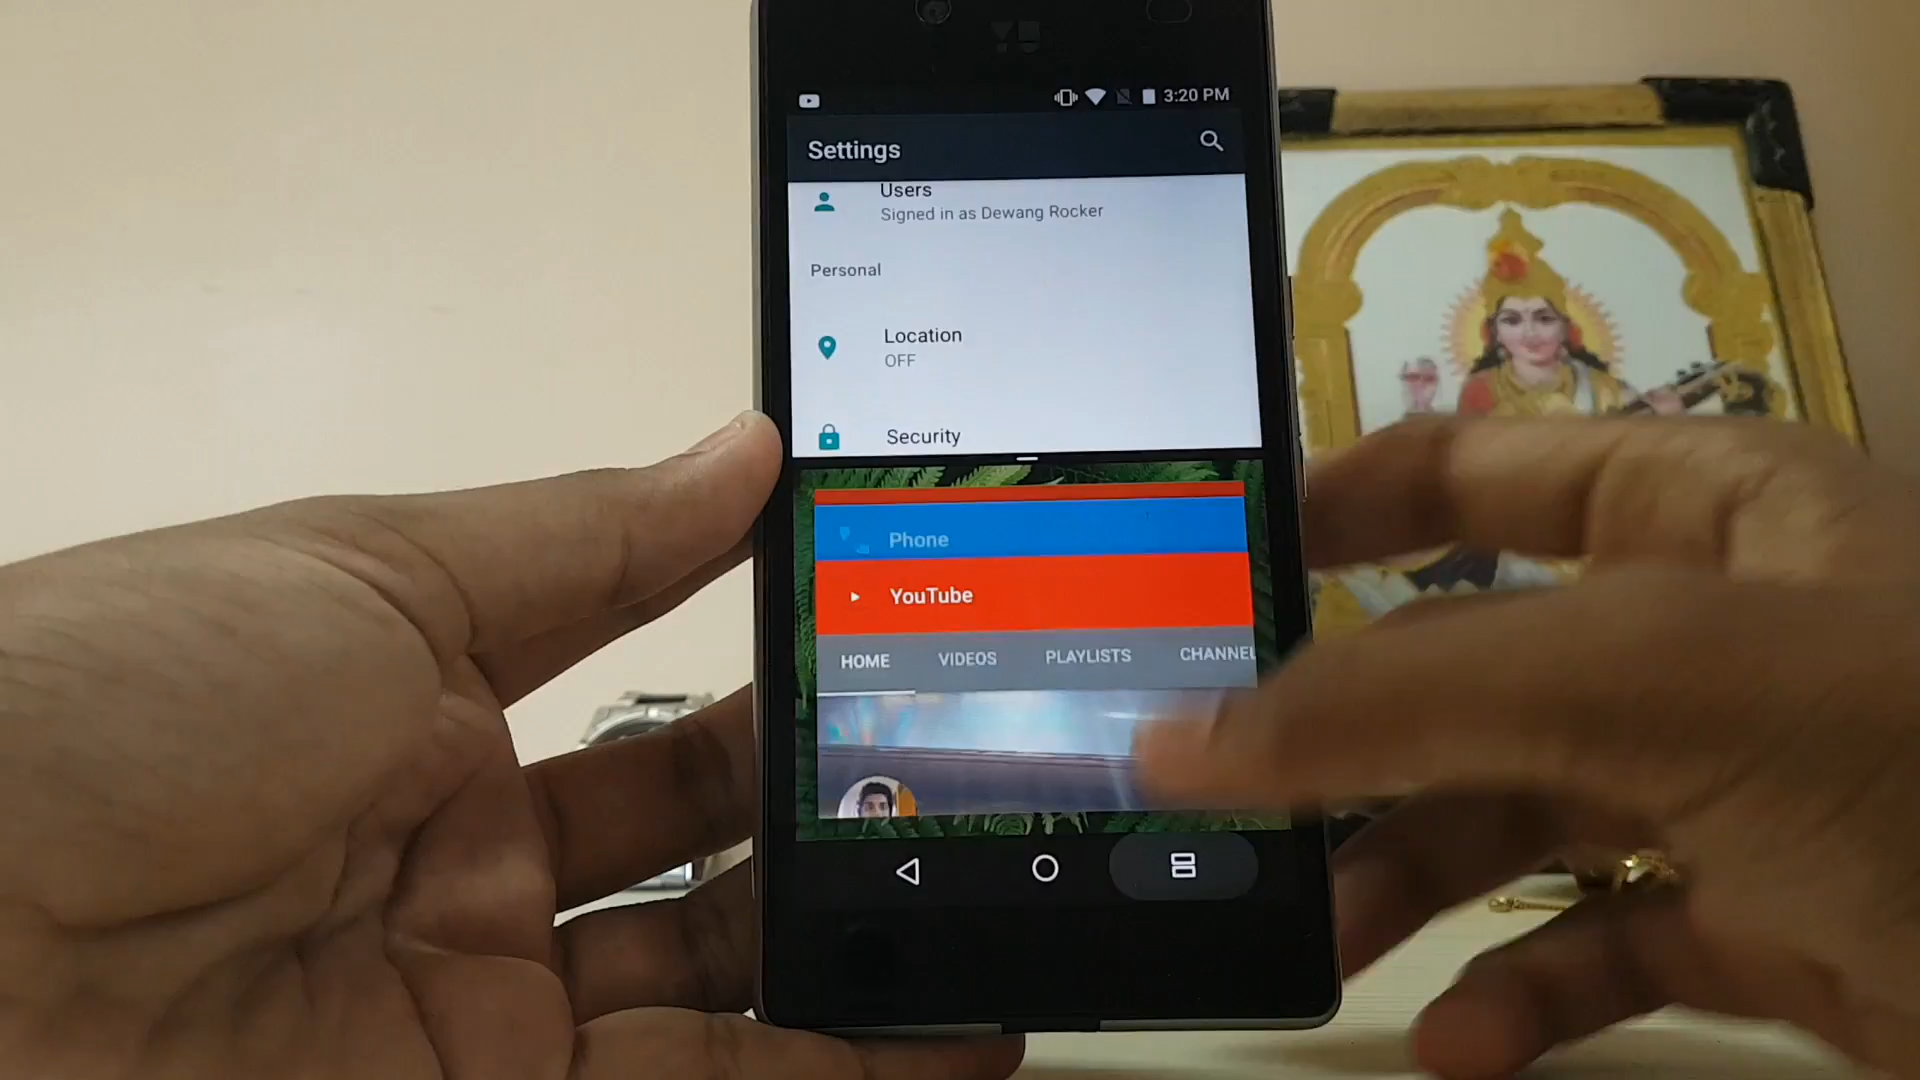 YU
3:20 PM
Settings
Users
Signed in as Dewang Rocker
Personal
Location
OFF
Security
Phone
YouTube
HOME VIDEOS PLAYLISTS CHANNEL